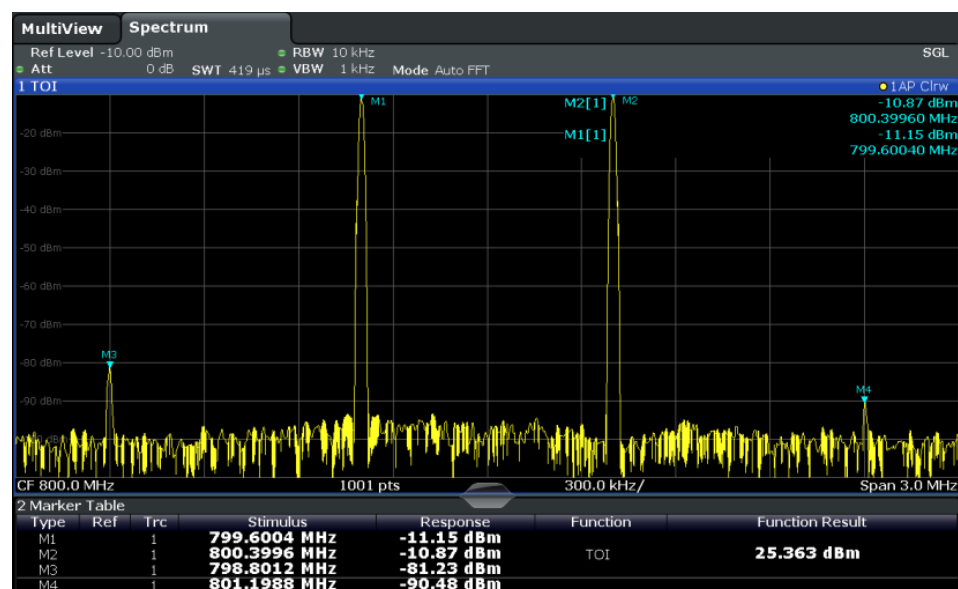 MultiView Spectrum
Ref Level -10.00 dBm RBW 10 kHz SGL
Att 0 dB SWT 419 µs VBW 1 kHz Mode Auto FFT
1 TOI 1AP Clrw
M1 M2[1] M2 -10.87 dBm
800.39960 MHz
-20 dBm M1[1] -11.15 dBm
799.60040 MHz
-30 dBm
-40 dBm
-50 dBm
-60 dBm
-70 dBm
M3
-80 dBm
M4
-90 dBm
CF 800.0 MHz 1001 pts 300.0 kHz/ Span 3.0 MHz
2 Marker Table
Type Ref Trc Stimulus Response Function Function Result
M1 1 799.6004 MHz -11.15 dBm
M2 1 800.3996 MHz -10.87 dBm TOI 25.363 dBm
M3 1 798.8012 MHz -81.23 dBm
M4 1 801.1988 MHz -90.48 dBm